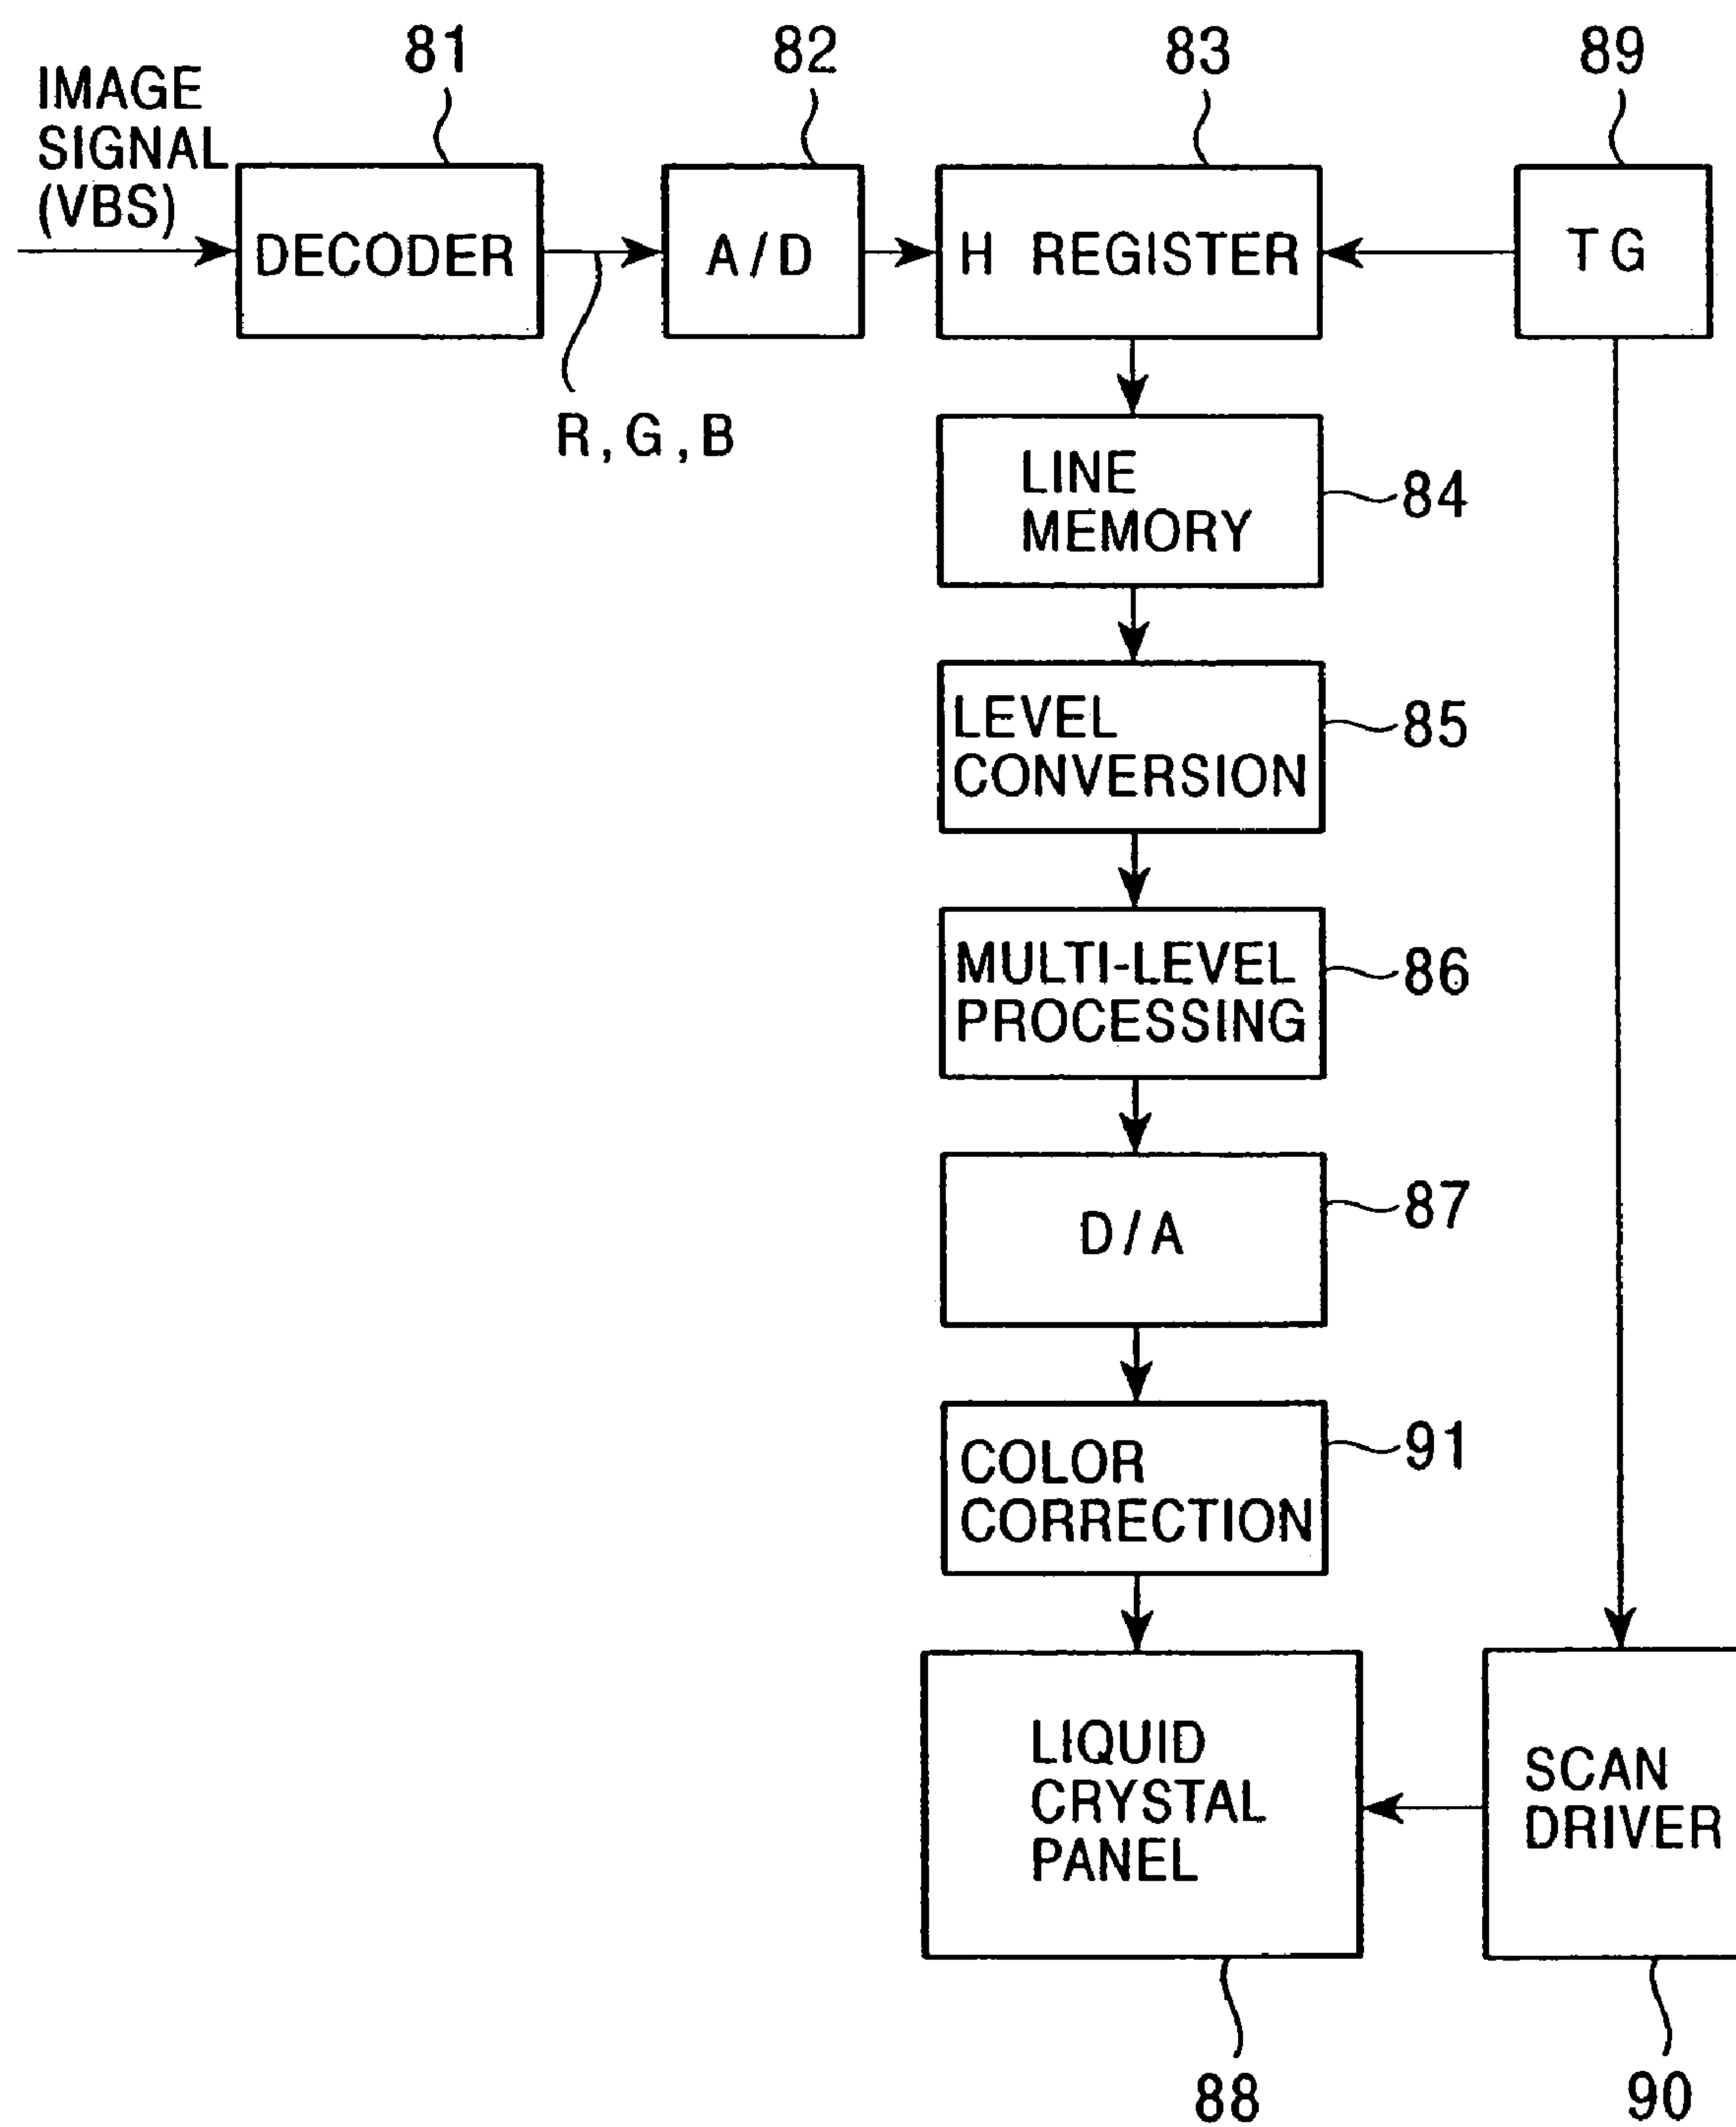 81
82
83
89
IMAGE
SIGNAL
(VBS)
DECODER
A/D
H REGISTER
TG
R, G, B
LINE
MEMORY
84
LEVEL
CONVERSION
85
MULTI-LEVEL
PROCESSING
86
D/A
87
COLOR
CORRECTION
91
LIQUID
CRYSTAL
PANEL
SCAN
DRIVER
88
90